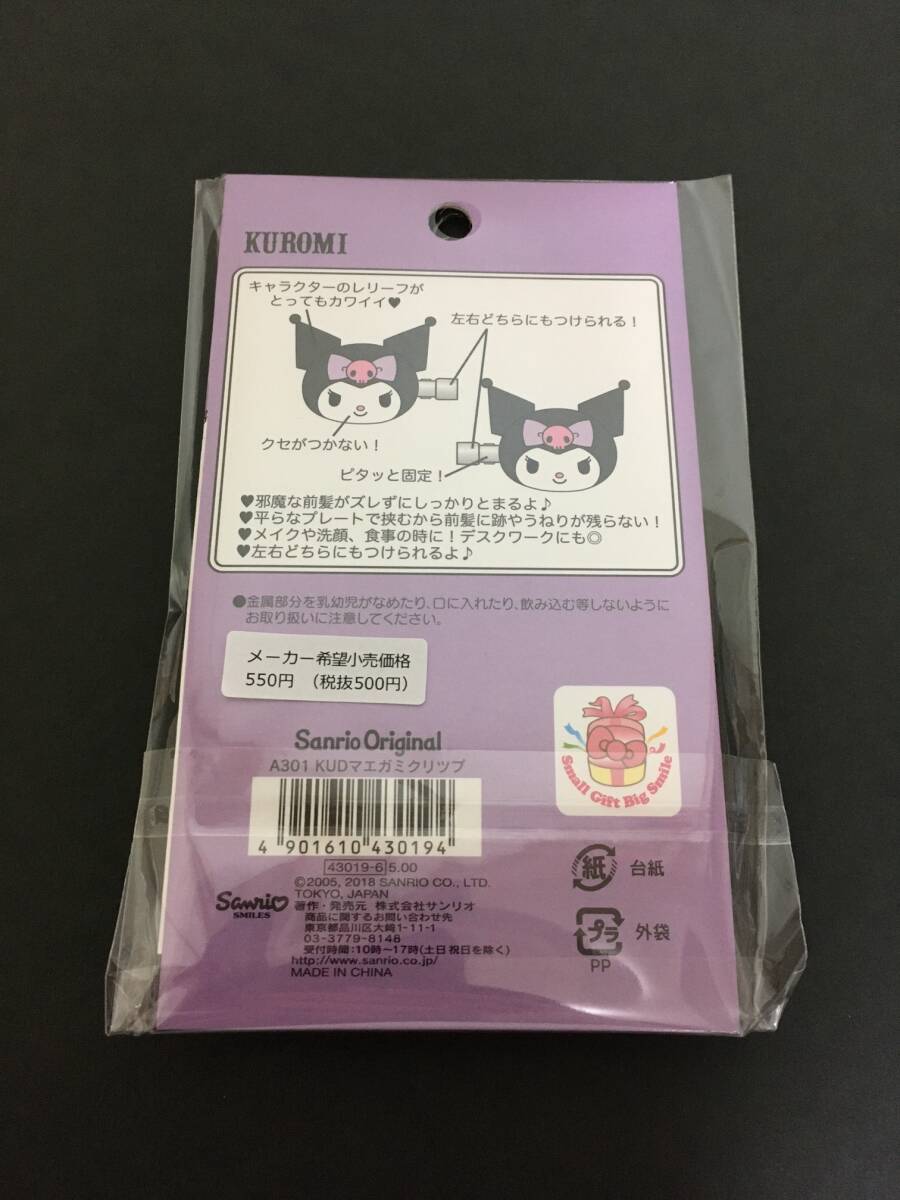 KUROMI
キャラクターのレリーフが
とってもカワイイ♥
左右どちらにもつけられる！
クセがつかない！
ピタッと固定！
♥邪魔な前髪がズレずにしっかりとまるよ♪
♥平らなプレートで挟むから前髪に跡やうねりが残らない！
♥メイクや洗顔、食事の時に！デスクワークにも◎
♥左右どちらにもつけられるよ♪
●金属部分を乳幼児がなめたり、口に入れたり、飲み込む等しないように
お取り扱いに注意してください。
メーカー希望小売価格
550円 （税抜500円）
Small Gift Big Smile
Sanrio Original
A301 KUDマエガミクリツプ
4 901610 430194
43019-6 5.00
©2005, 2018 SANRIO CO., LTD.
TOKYO, JAPAN
Sanrio
SMILES
著作・発売元 株式会社サンリオ
商品に関するお問い合わせ先
東京都品川区大崎1-11-1
03-3779-8148
受付時間:10時～17時(土日祝日を除く)
http://www.sanrio.co.jp/
MADE IN CHINA
紙 台紙
プラ 外袋
PP